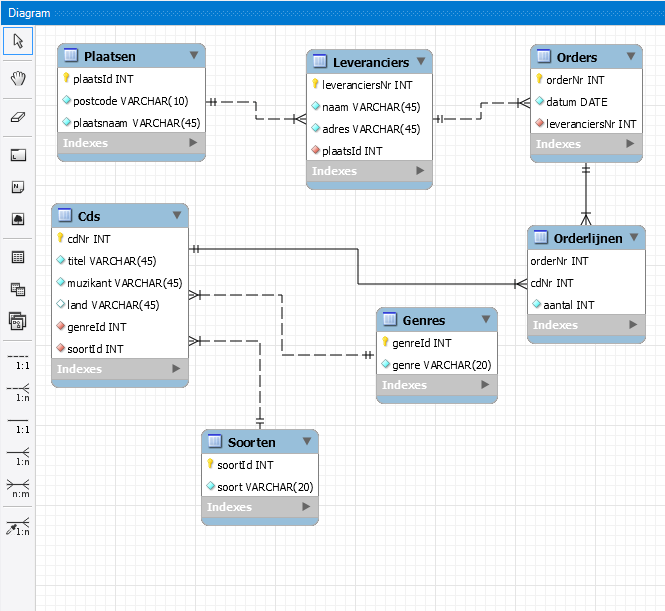 Diagram
Plaatsen
plaatsId INT
postcode VARCHAR(10)
plaatsnaam VARCHAR(45)
Indexes
Leveranciers
leveranciersNr INT
naam VARCHAR(45)
adres VARCHAR(45)
plaatsId INT
Indexes
Orders
orderNr INT
datum DATE
leveranciersNr INT
Indexes
Cds
cdNr INT
titel VARCHAR(45)
muzikant VARCHAR(45)
land VARCHAR(45)
genreId INT
soortId INT
Indexes
Orderlijnen
orderNr INT
cdNr INT
aantal INT
Indexes
Genres
genreId INT
genre VARCHAR(20)
Indexes
Soorten
soortId INT
soort VARCHAR(20)
Indexes
1:1
1:n
1:1
1:n
n:m
1:n